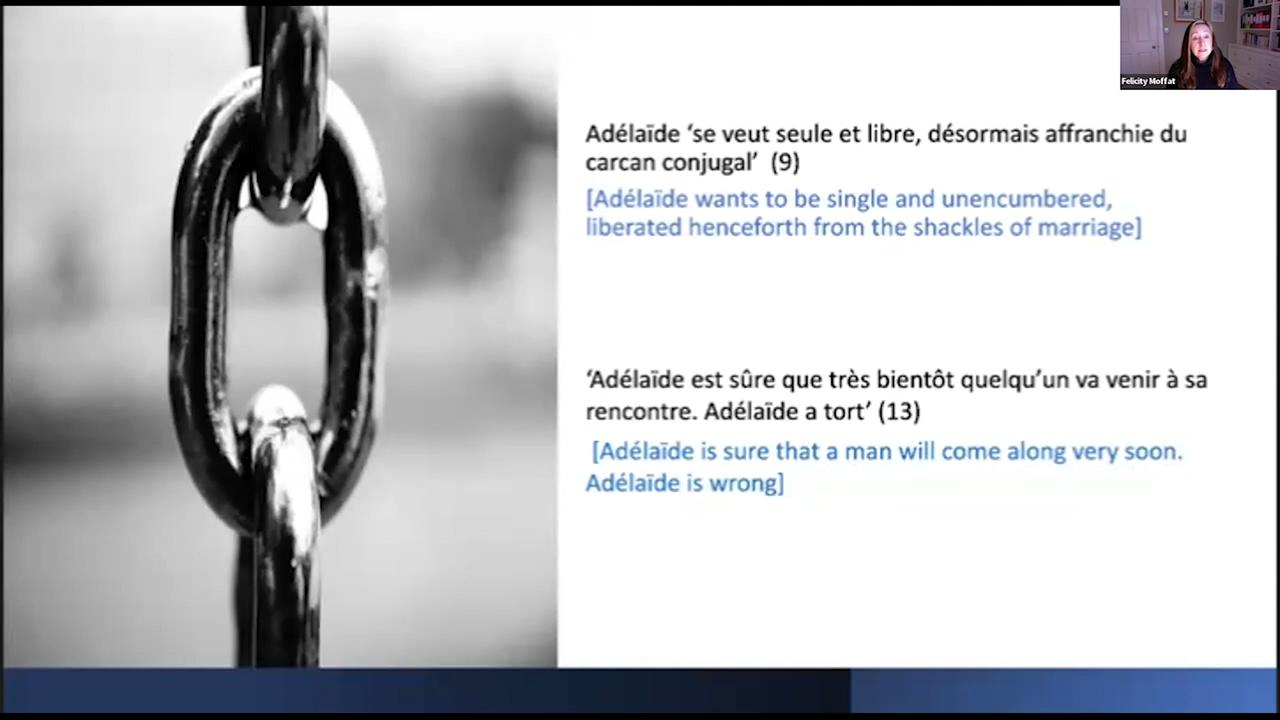 Felicity Moffat
Adélaïde ‘se veut seule et libre, désormais affranchie du
carcan conjugal’ (9)
[Adélaïde wants to be single and unencumbered,
liberated henceforth from the shackles of marriage]
‘Adélaïde est sûre que très bientôt quelqu’un va venir à sa
rencontre. Adélaïde a tort’ (13)
[Adélaïde is sure that a man will come along very soon.
Adélaïde is wrong]